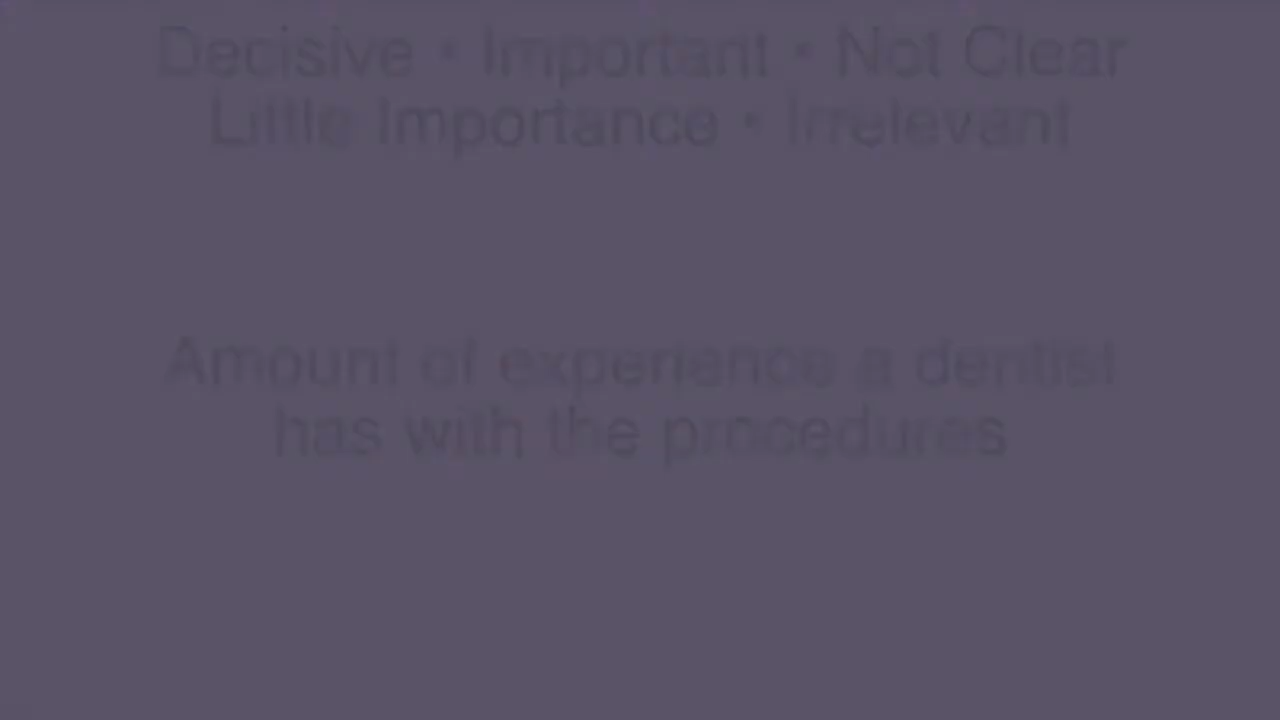 Decisive • Important • Not Clear
Little Importance • Irrelevant
Amount of experience a dentist
has with the procedures